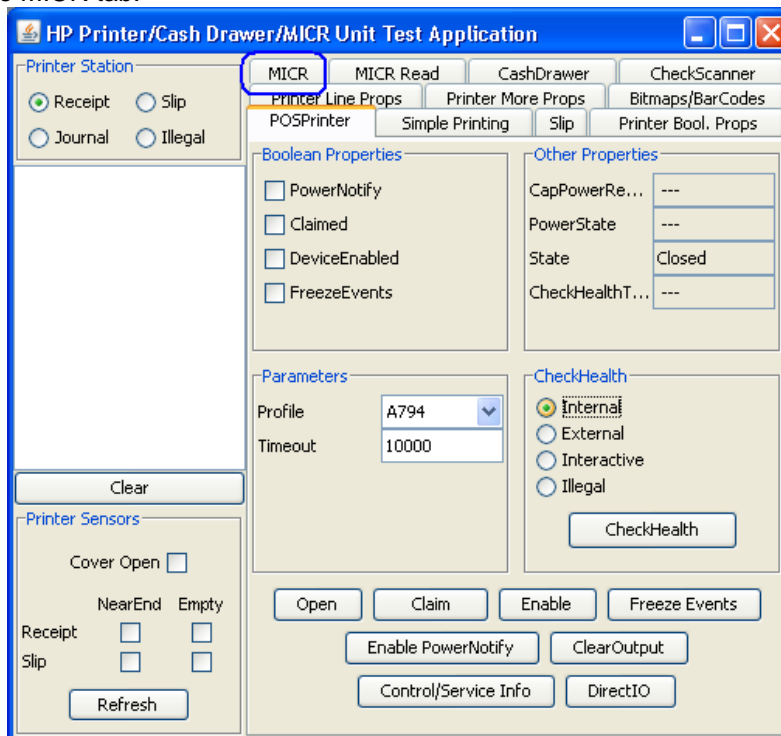 MICR tab.
HP Printer/Cash Drawer/MICR Unit Test Application
Printer Station
Receipt Slip
Journal Illegal
MICR MICR Read CashDrawer CheckScanner
Printer Line Props Printer More Props Bitmaps/BarCodes
POSPrinter Simple Printing Slip Printer Bool. Props
Boolean Properties
PowerNotify
Claimed
DeviceEnabled
FreezeEvents
Other Properties
CapPowerRe... ---
PowerState ---
State Closed
CheckHealthT... ---
Parameters
Profile A794
Timeout 10000
CheckHealth
Internal
External
Interactive
Illegal
CheckHealth
Clear
Printer Sensors
Cover Open
NearEnd Empty
Receipt
Slip
Refresh
Open Claim Enable Freeze Events
Enable PowerNotify ClearOutput
Control/Service Info DirectIO